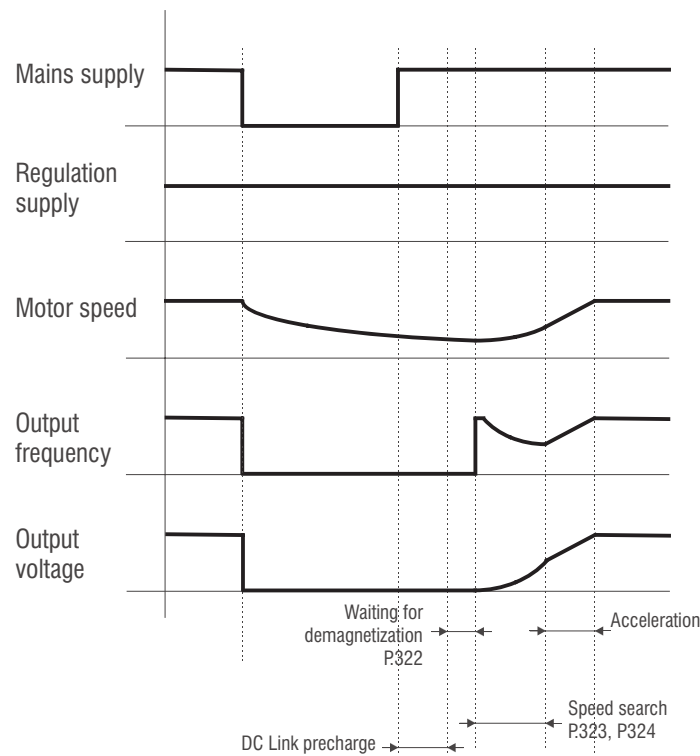 Mains supply
Regulation
supply
Motor speed
Output
frequency
Output
voltage
Waiting for
demagnetization
P.322
Acceleration
Speed search
P.323, P.324
DC Link precharge